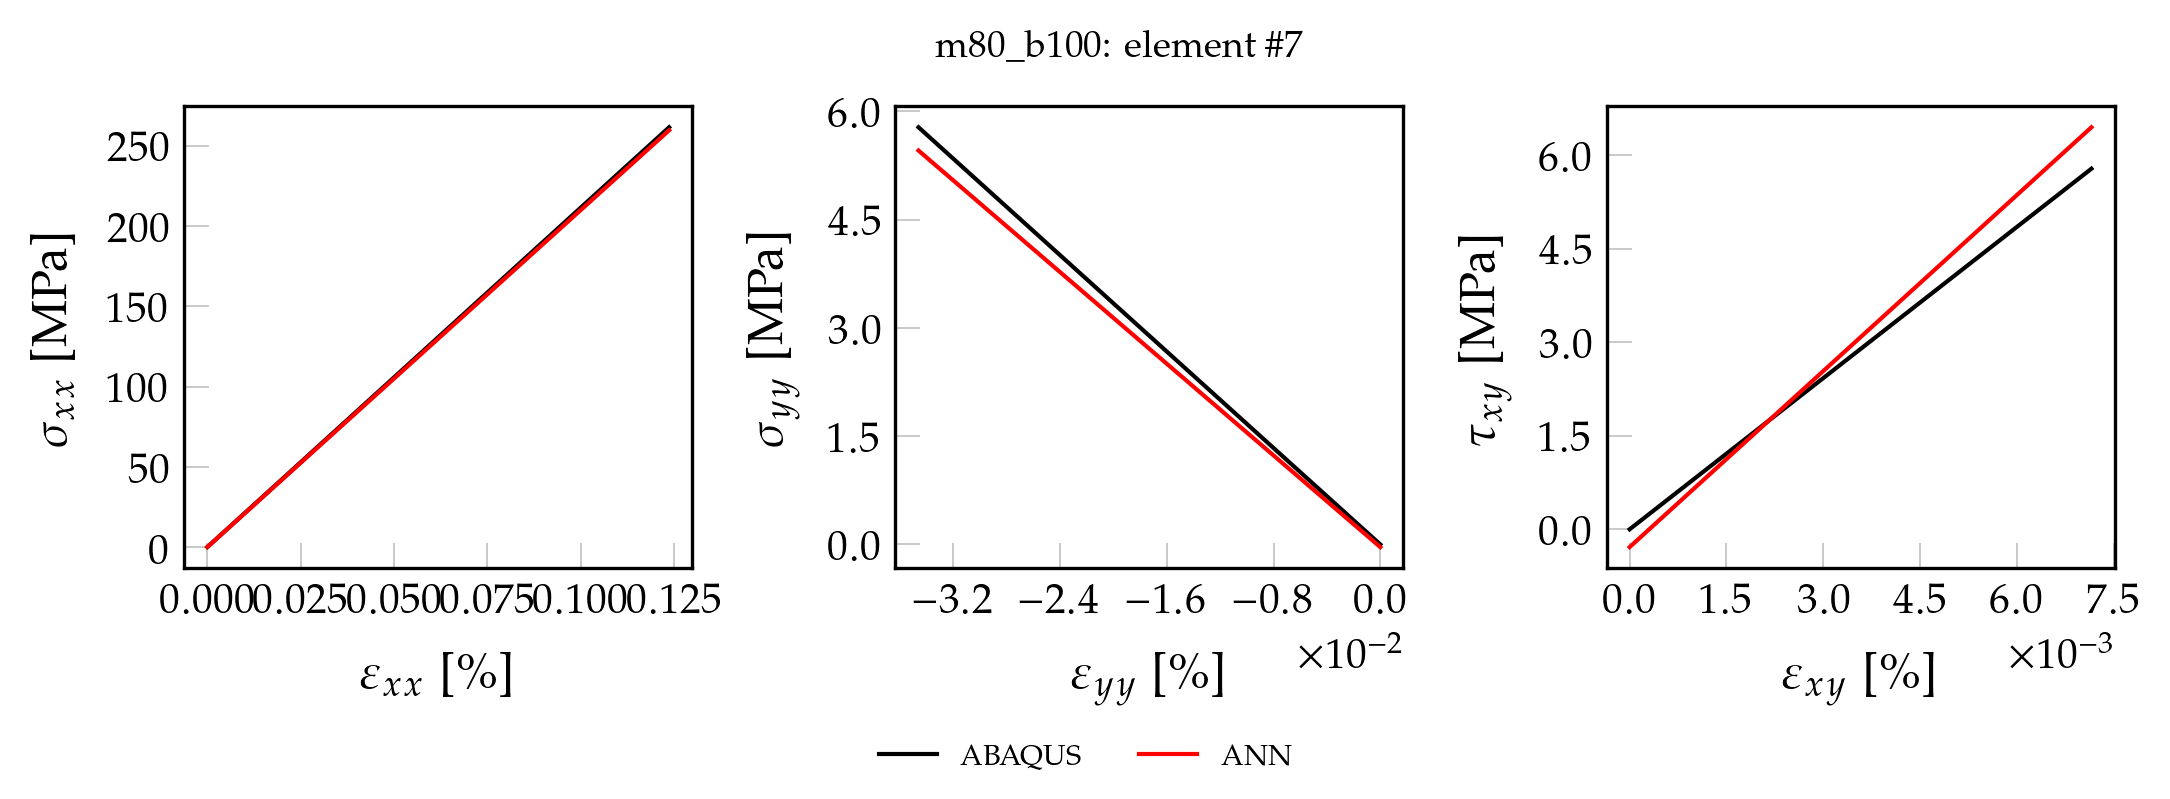 m80_b100: element #7
σxx [MPa]
250
200
150
100
50
0
0.000 0.025 0.050 0.075 0.100 0.125
εxx [%]
σyy [MPa]
6.0
4.5
3.0
1.5
0.0
−3.2 −2.4 −1.6 −0.8 0.0
×10−2
εyy [%]
τxy [MPa]
6.0
4.5
3.0
1.5
0.0
0.0 1.5 3.0 4.5 6.0 7.5
×10−3
εxy [%]
ABAQUS ANN